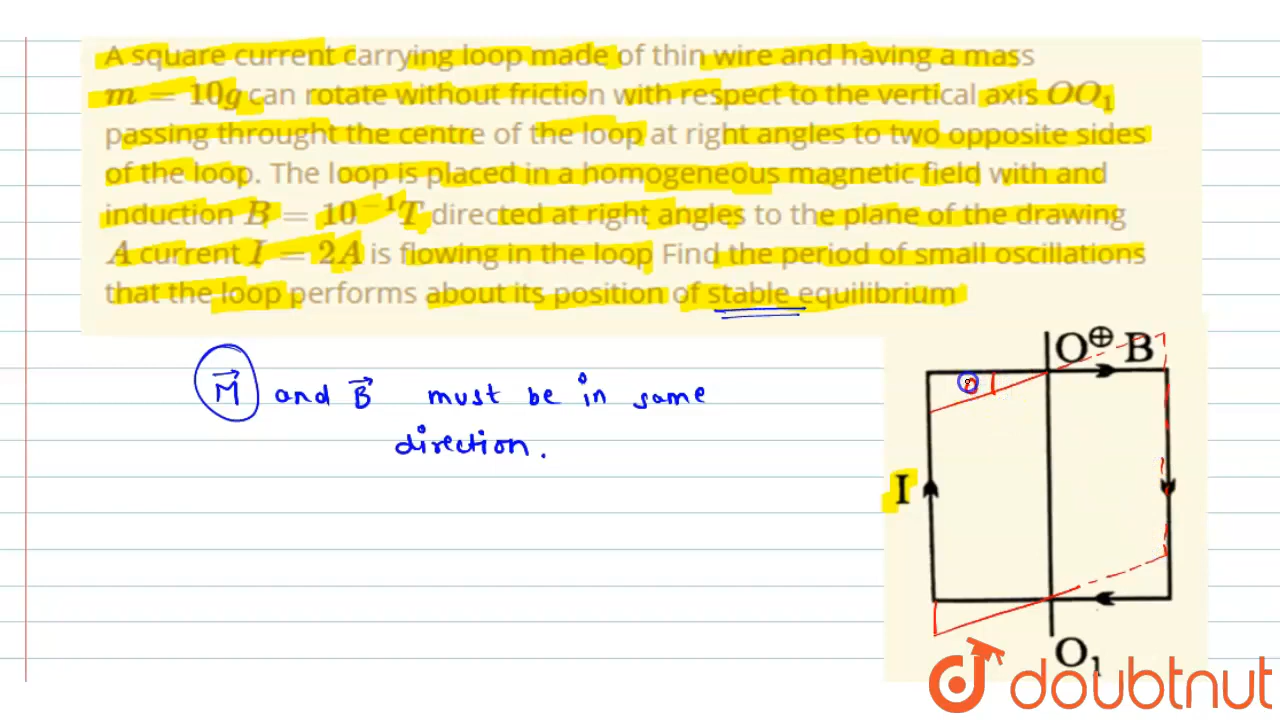 A square current carrying loop made of thin wire and having a mass
m = 10g can rotate without friction with respect to the vertical axis OO₁
passing throught the centre of the loop at right angles to two opposite sides
of the loop. The loop is placed in a homogeneous magnetic field with and
induction B = 10⁻¹T directed at right angles to the plane of the drawing
A current I = 2A is flowing in the loop Find the period of small oscillations
that the loop performs about its position of stable equilibrium
M⃗ and B⃗ must be in same
direction.
O ⊕ B
I
O₁
doubtnut